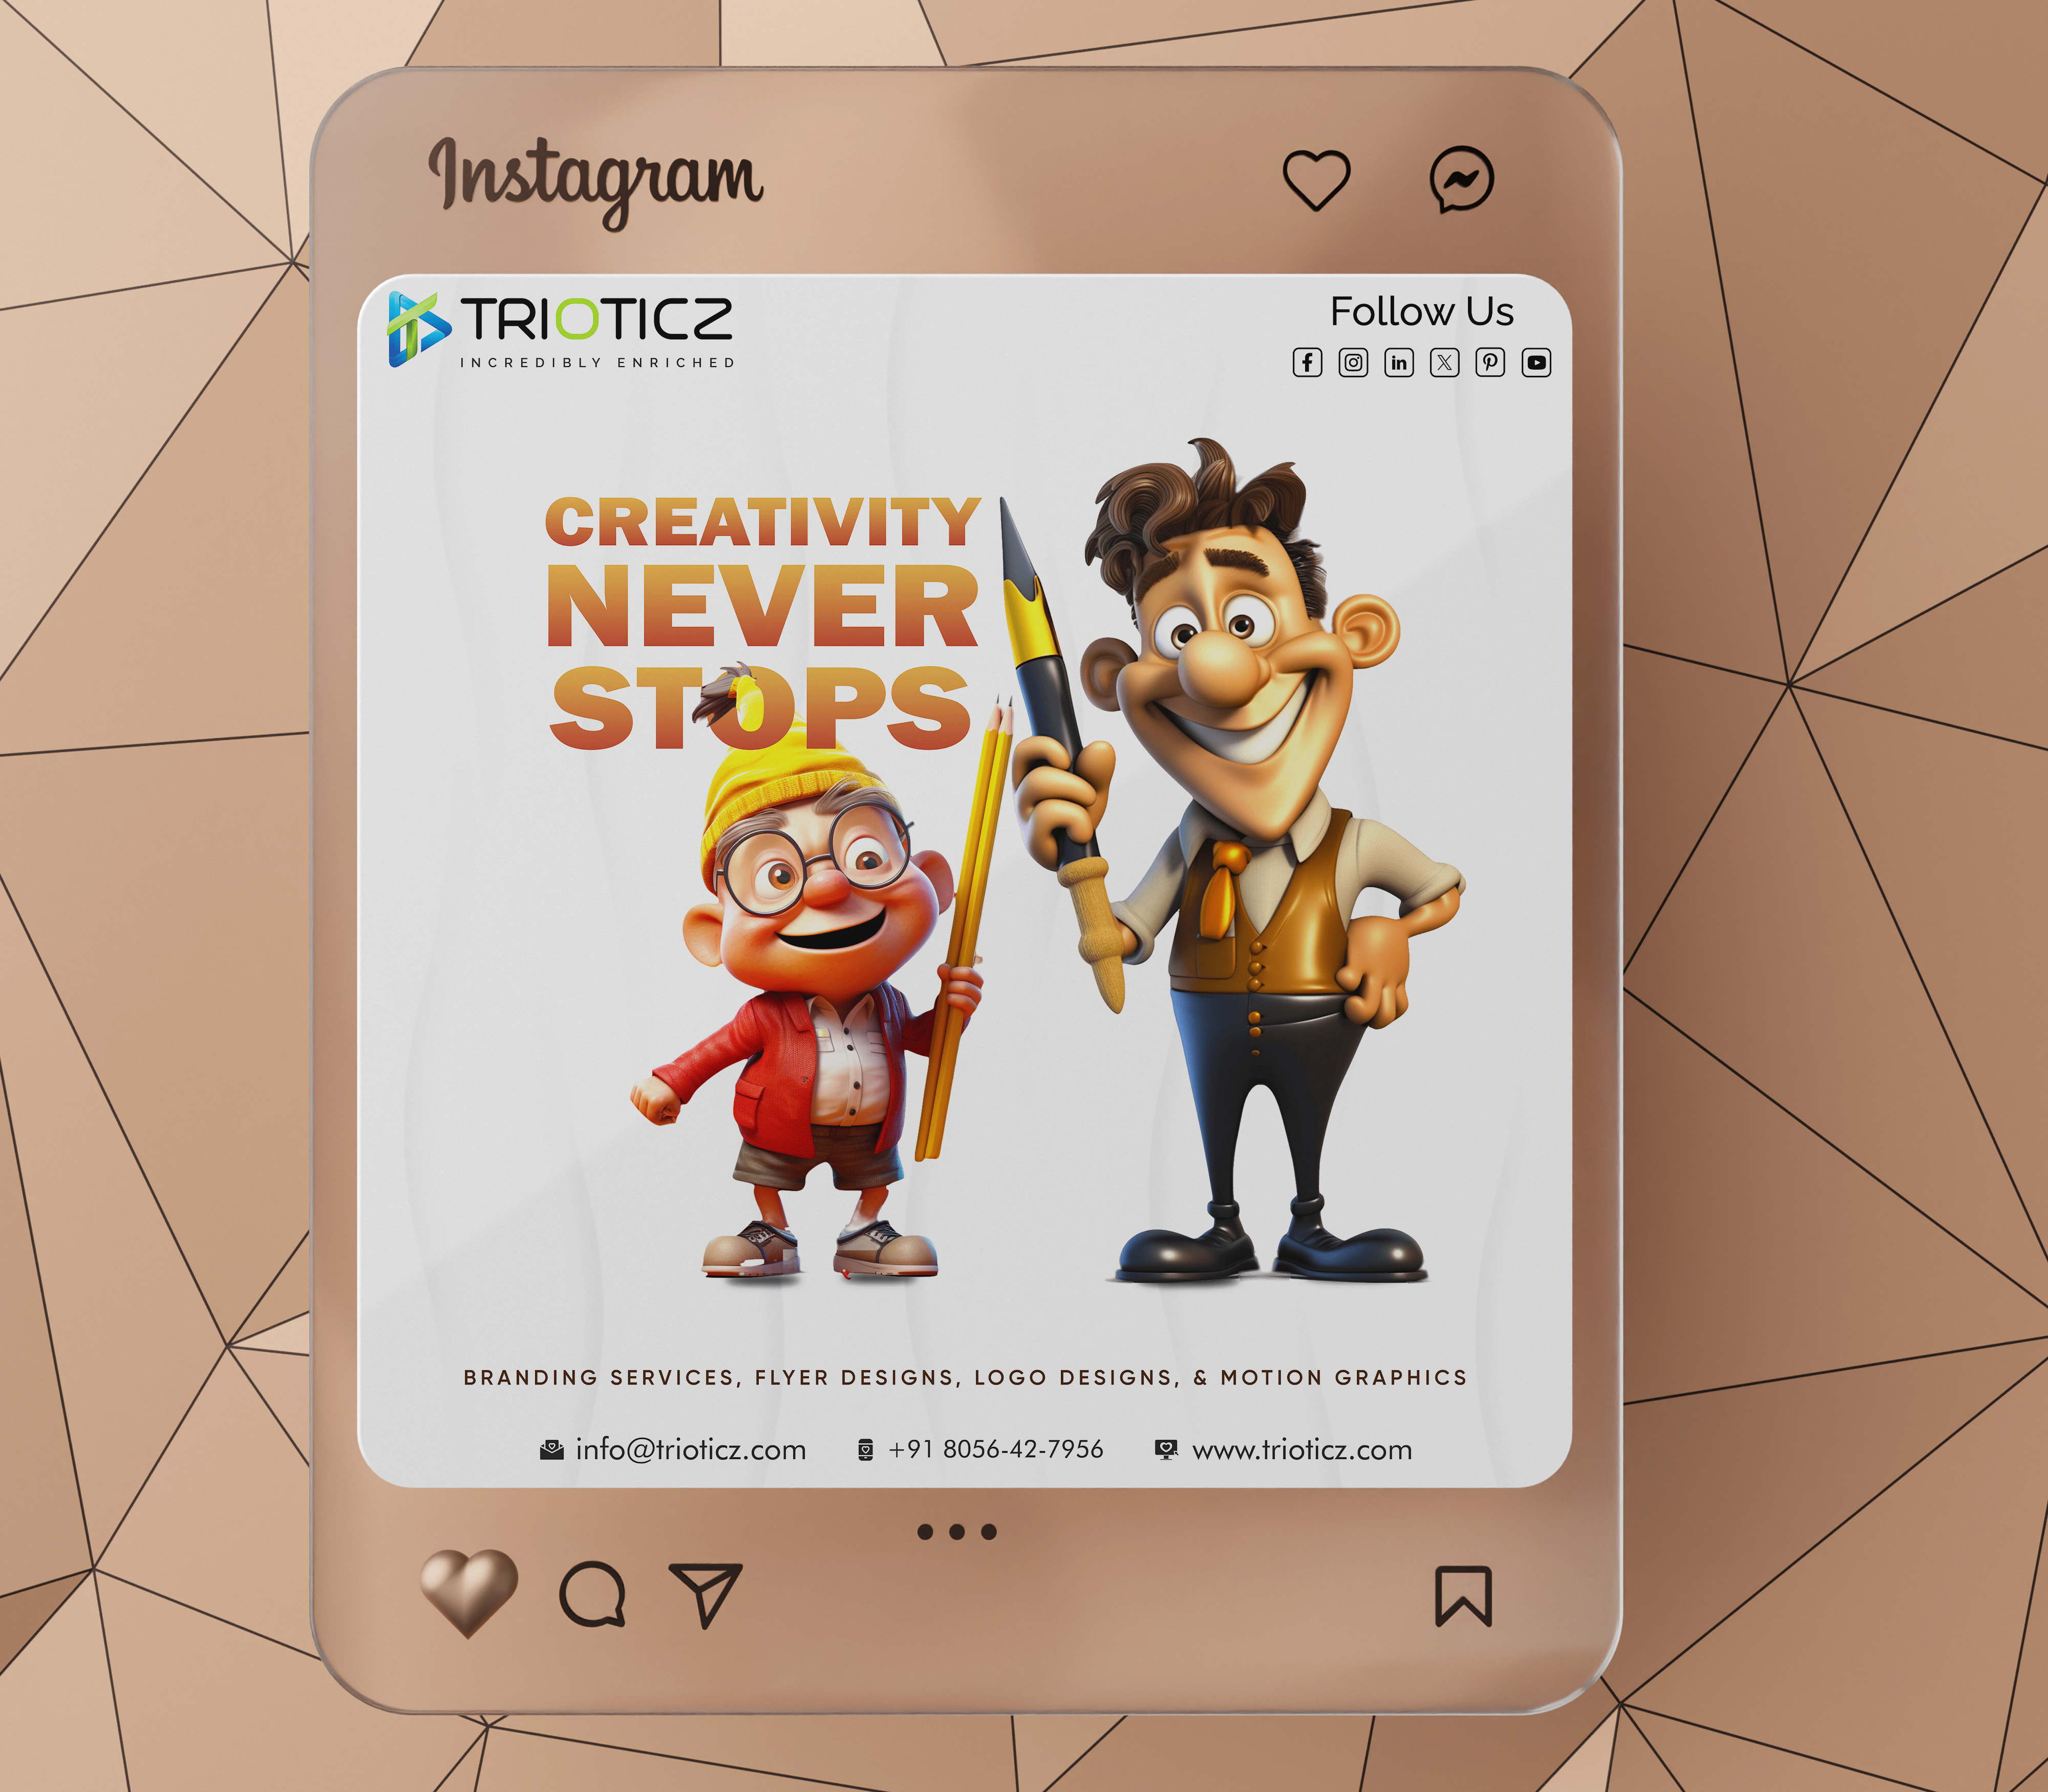 Instagram
TRIOTICZ
INCREDIBLY ENRICHED
Follow Us
CREATIVITY
NEVER
STOPS
BRANDING SERVICES, FLYER DESIGNS, LOGO DESIGNS, & MOTION GRAPHICS
info@trioticz.com +91 8056-42-7956 www.trioticz.com